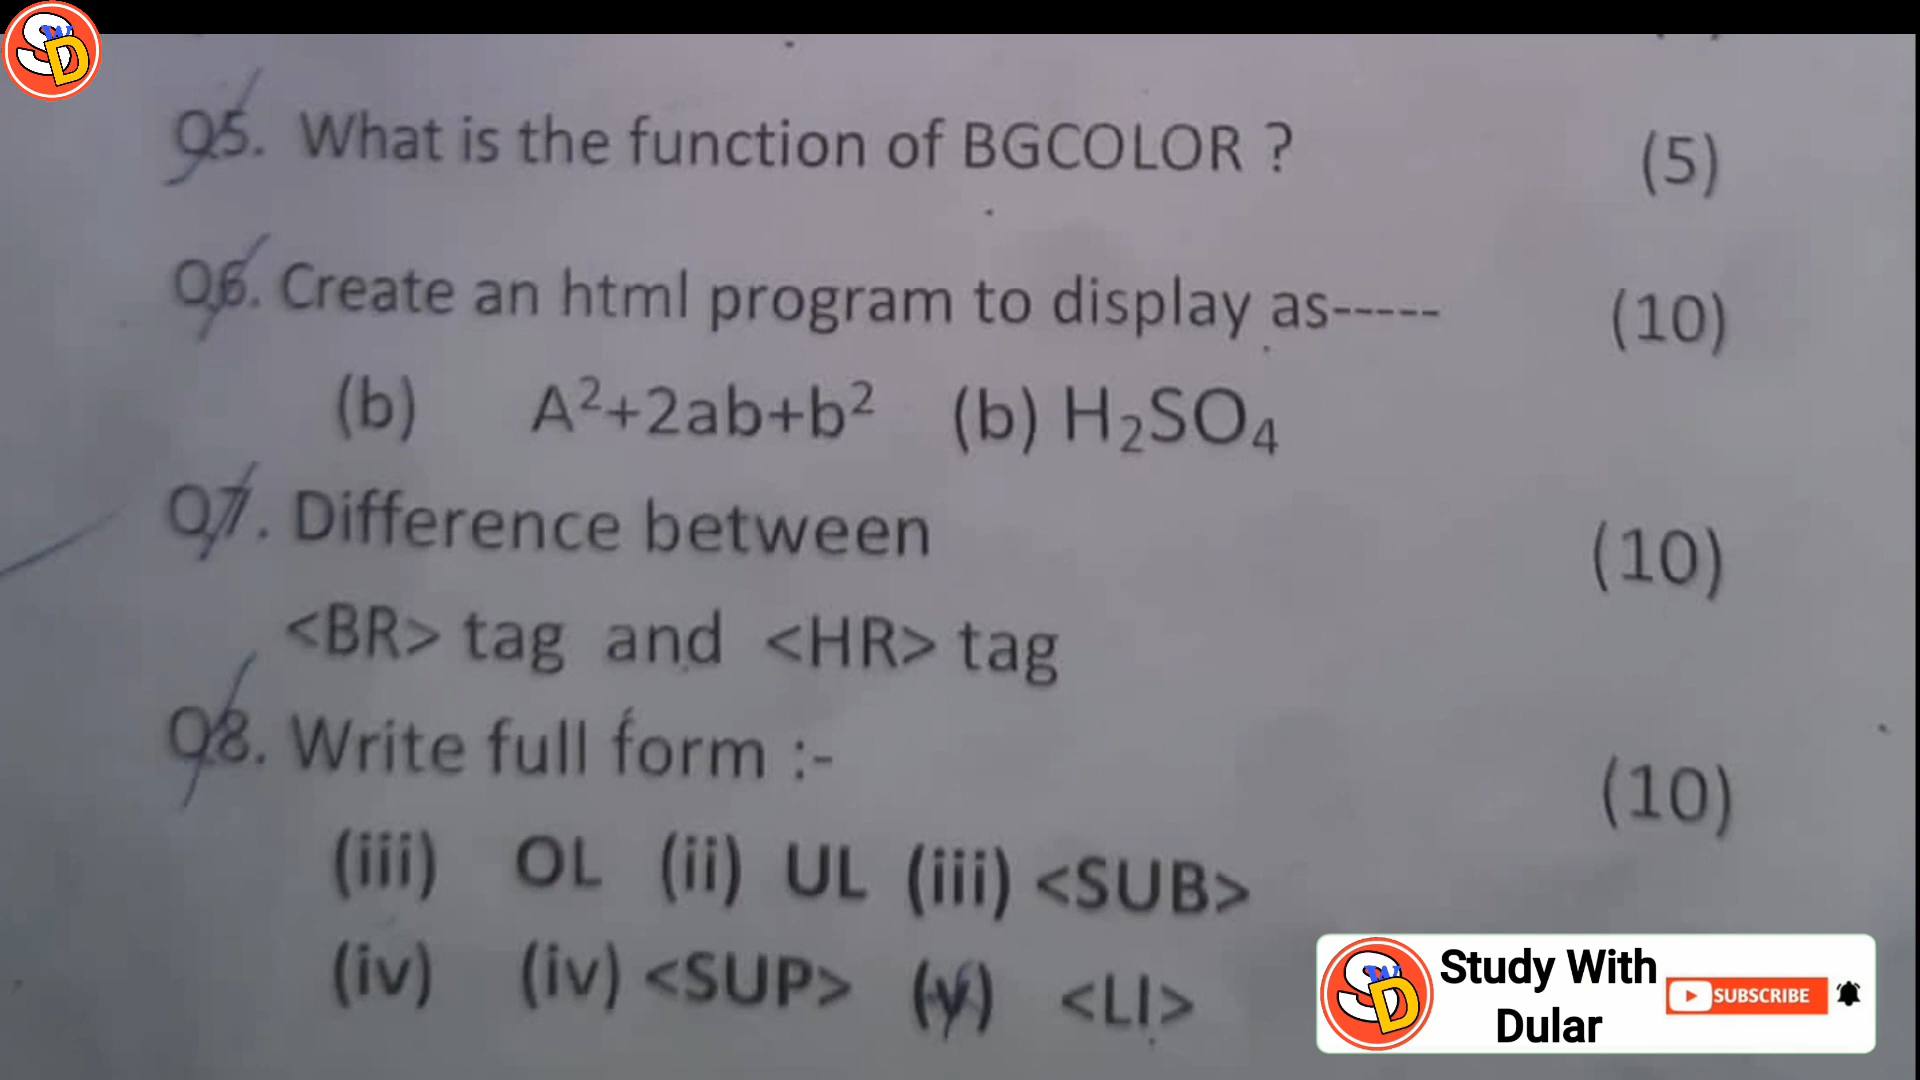 SWD
Q5. What is the function of BGCOLOR ? (5)
Q6. Create an html program to display as----- (10)
(b) A²+2ab+b² (b) H₂SO₄
Q7. Difference between (10)
<BR> tag and <HR> tag
Q8. Write full form :- (10)
(iii) OL (ii) UL (iii) <SUB>
(iv) (iv) <SUP> (v) <LI>
SWD Study With Dular SUBSCRIBE